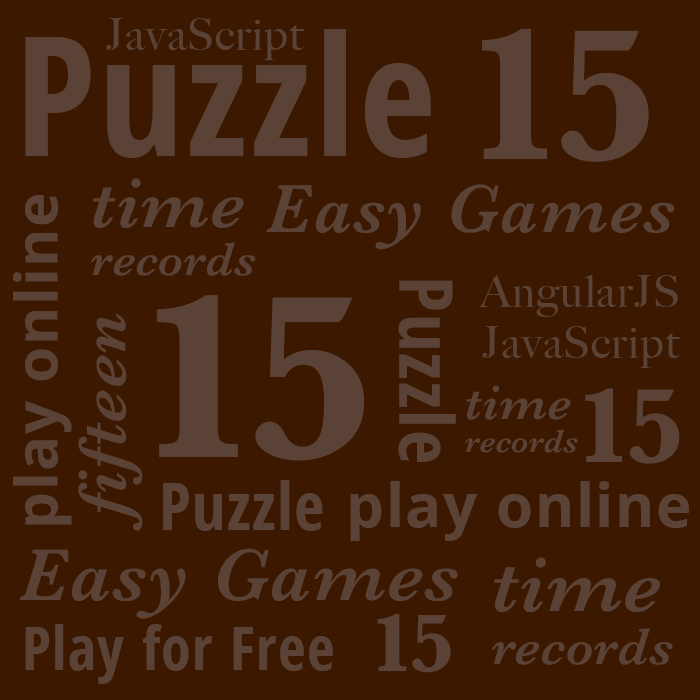 JavaScript
Puzzle 15
time Easy Games
records
play online
fifteen
15
Puzzle
AngularJS
JavaScript
time
records
15
Puzzle play online
Easy Games
time
records
Play for Free 15